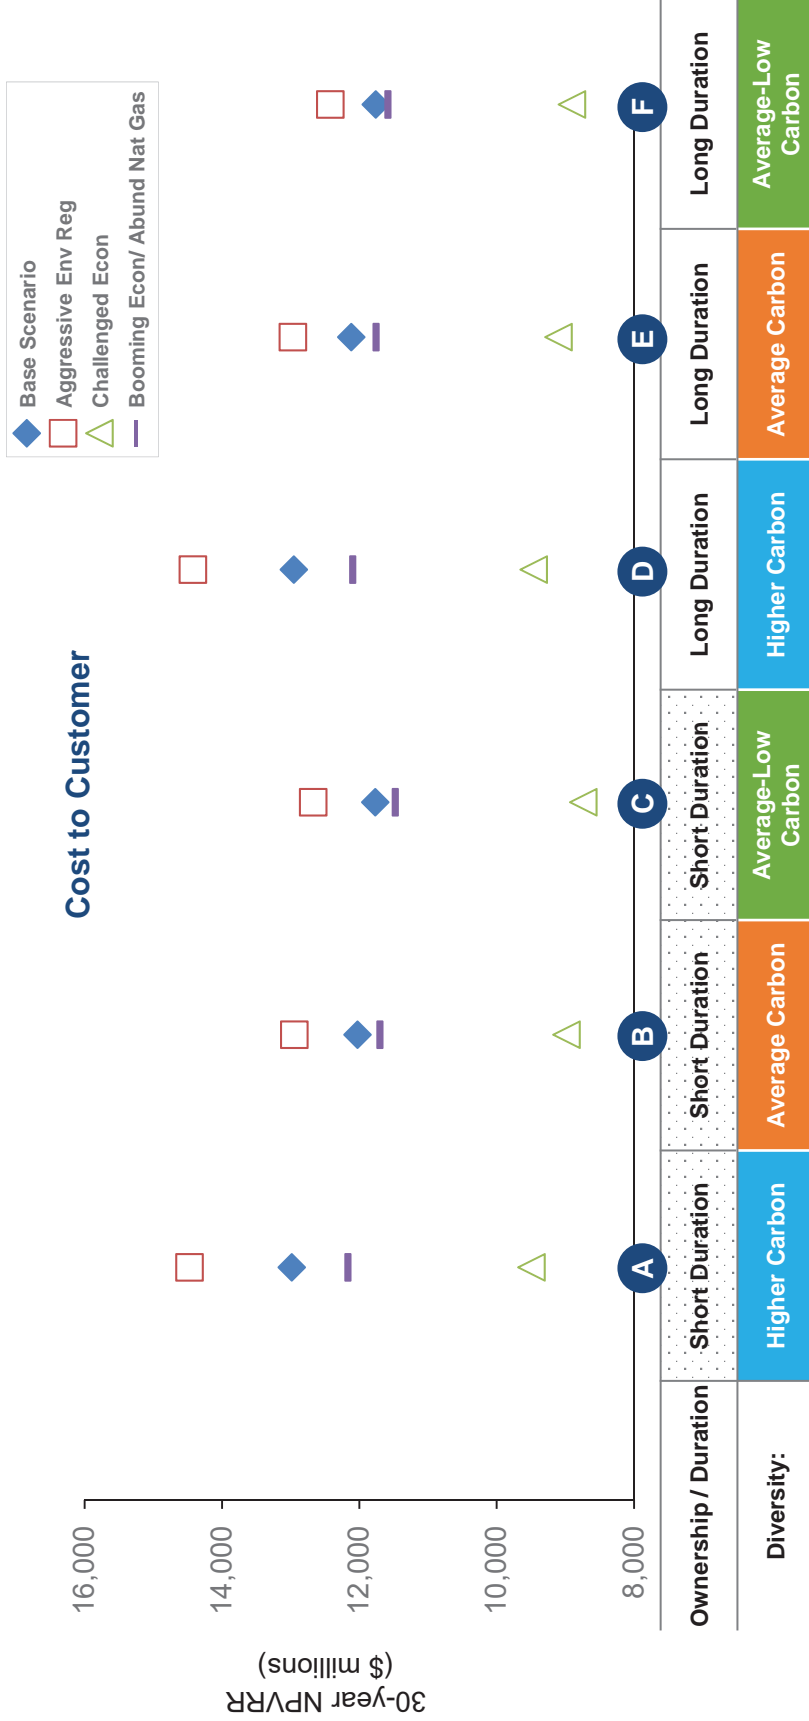 Cost to Customer
Base Scenario
Aggressive Env Reg
Challenged Econ
Booming Econ/ Abund Nat Gas
30-year NPVRR
($ millions)
16,000
14,000
12,000
10,000
8,000
A
B
C
D
E
F
Ownership / Duration
Short Duration
Short Duration
Short Duration
Long Duration
Long Duration
Long Duration
Diversity:
Higher Carbon
Average Carbon
Average-Low
Carbon
Higher Carbon
Average Carbon
Average-Low
Carbon